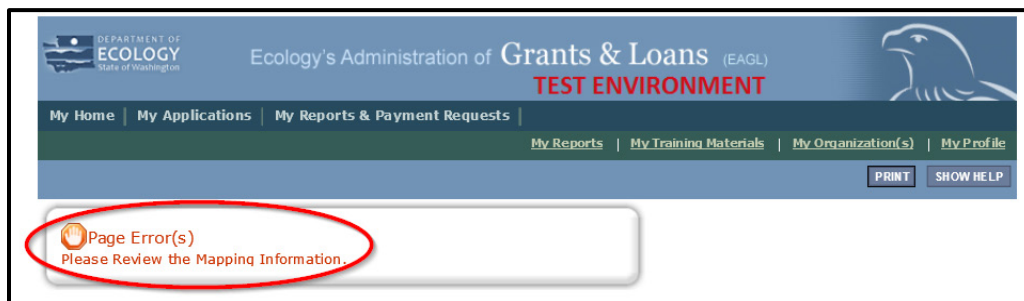 DEPARTMENT OF
ECOLOGY
State of Washington
Ecology's Administration of Grants & Loans (EAGL)
TEST ENVIRONMENT
My Home | My Applications | My Reports & Payment Requests |
My Reports | My Training Materials | My Organization(s) | My Profile
PRINT SHOW HELP
Page Error(s)
Please Review the Mapping Information.